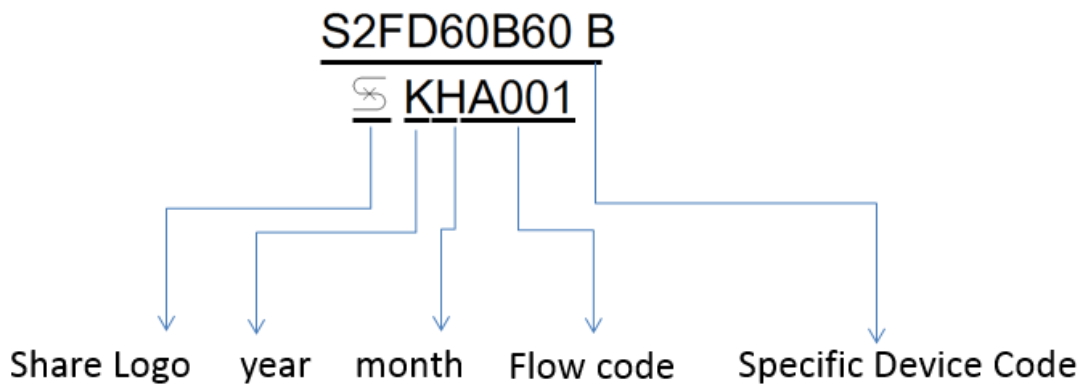 S2FD60B60 B
KHA001
Share Logo year month Flow code Specific Device Code